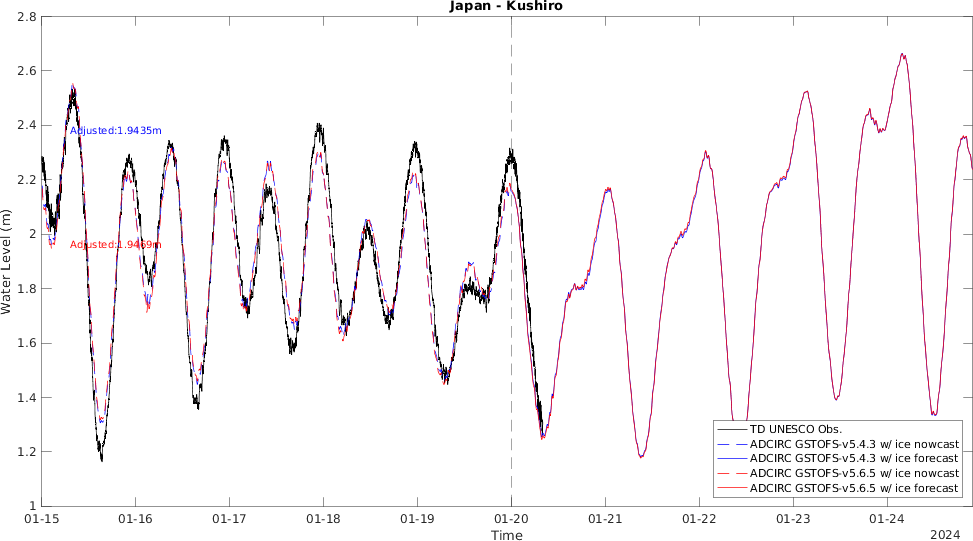 Japan - Kushiro
2.8
2.6
2.4
2.2
2
1.8
1.6
1.4
1.2
1
Water Level (m)
Adjusted:1.9435m
Adjusted:1.9469m
TD UNESCO Obs.
ADCIRC GSTOFS-v5.4.3 w/ ice nowcast
ADCIRC GSTOFS-v5.4.3 w/ ice forecast
ADCIRC GSTOFS-v5.6.5 w/ ice nowcast
ADCIRC GSTOFS-v5.6.5 w/ ice forecast
01-15 01-16 01-17 01-18 01-19 01-20 01-21 01-22 01-23 01-24
Time
2024